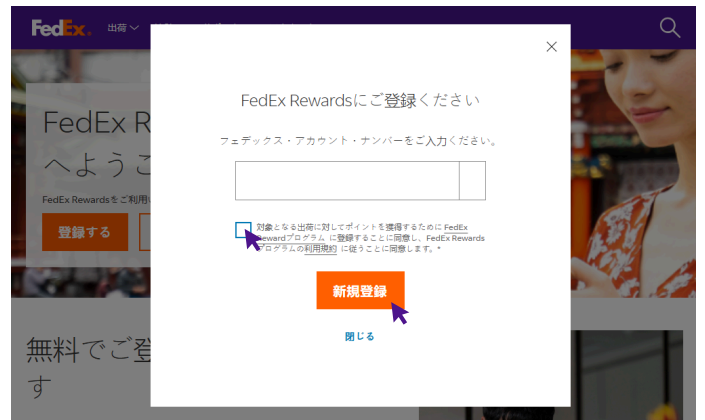 FedEx®
出荷
FedEx Rewardsにご登録ください
FedEx R
へようこ
フェデックス・アカウント・ナンバーをご入力ください。
FedEx Rewardsをご利用
登録する
対象となる出荷に対してポイントを獲得するために FedEx
Rewardプログラム に登録することに同意し、FedEx Rewards
プログラムの利用規約 に従うことに同意します。*
新規登録
閉じる
無料でご登
す